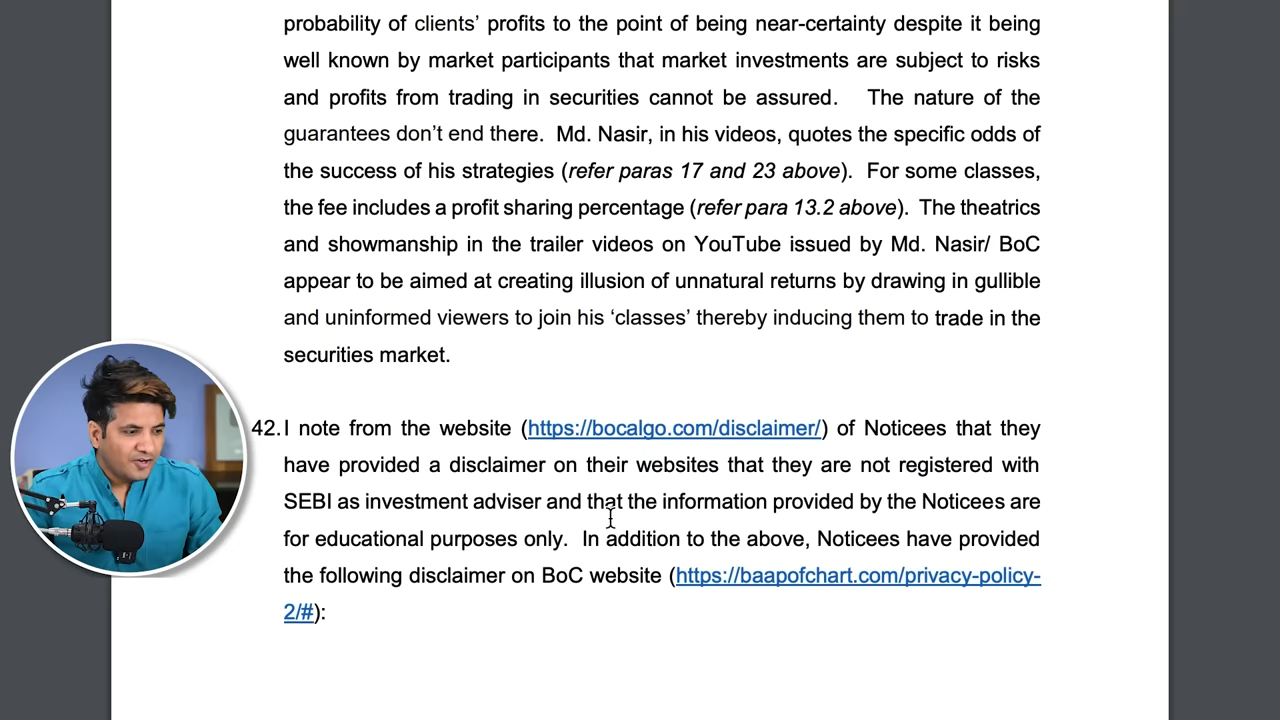 probability of clients’ profits to the point of being near-certainty despite it being
well known by market participants that market investments are subject to risks
and profits from trading in securities cannot be assured. The nature of the
guarantees don’t end there. Md. Nasir, in his videos, quotes the specific odds of
the success of his strategies (refer paras 17 and 23 above). For some classes,
the fee includes a profit sharing percentage (refer para 13.2 above). The theatrics
and showmanship in the trailer videos on YouTube issued by Md. Nasir/ BoC
appear to be aimed at creating illusion of unnatural returns by drawing in gullible
and uninformed viewers to join his ‘classes’ thereby inducing them to trade in the
securities market.
42. I note from the website (https://bocalgo.com/disclaimer/) of Noticees that they
have provided a disclaimer on their websites that they are not registered with
SEBI as investment adviser and that the information provided by the Noticees are
for educational purposes only. In addition to the above, Noticees have provided
the following disclaimer on BoC website (https://baapofchart.com/privacy-policy-
2/#):